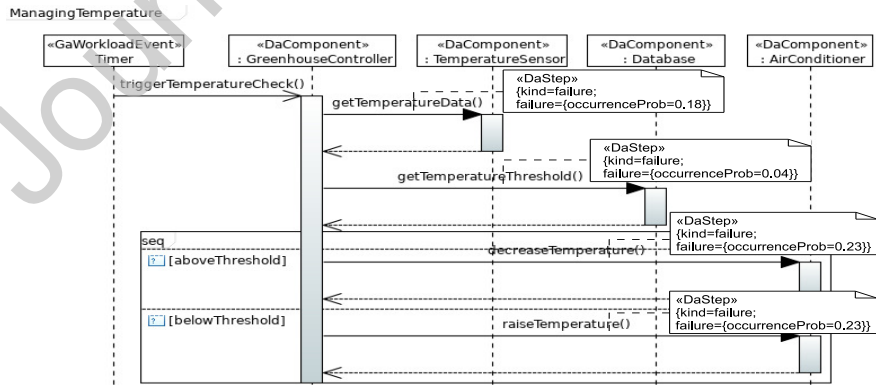 ManagingTemperature
«GaWorkloadEvent»
Timer
«DaComponent»
: GreenhouseController
«DaComponent»
: TemperatureSensor
«DaComponent»
: Database
«DaComponent»
: AirConditioner
triggerTemperatureCheck()
«DaStep»
{kind=failure;
failure={occurrenceProb=0.18}}
getTemperatureData()
«DaStep»
{kind=failure;
failure={occurrenceProb=0.04}}
getTemperatureThreshold()
«DaStep»
{kind=failure;
failure={occurrenceProb=0.23}}
seq
decreaseTemperature()
[aboveThreshold]
«DaStep»
{kind=failure;
failure={occurrenceProb=0.23}}
[belowThreshold]
raiseTemperature()
Journ